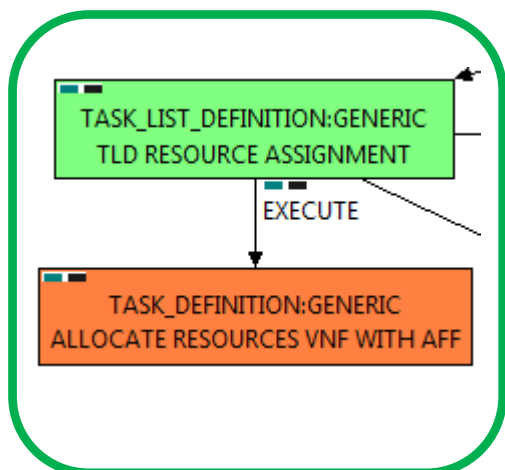 TASK_LIST_DEFINITION:GENERIC
TLD RESOURCE ASSIGNMENT
EXECUTE
TASK_DEFINITION:GENERIC
ALLOCATE RESOURCES VNF WITH AFF